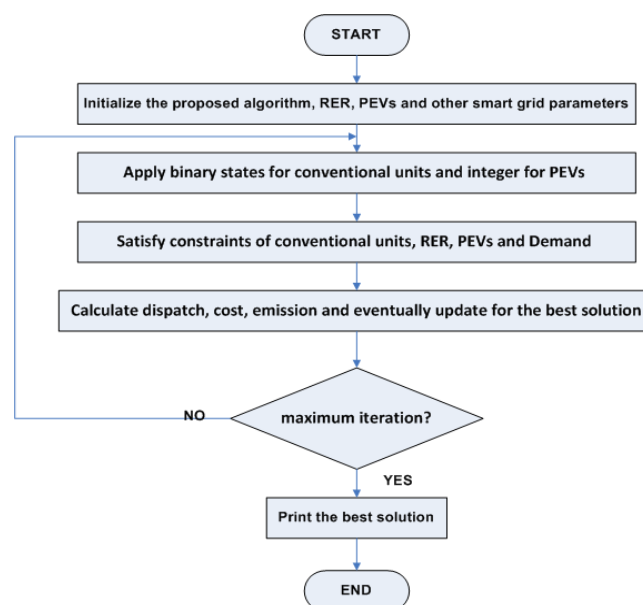 START
Initialize the proposed algorithm, RER, PEVs and other smart grid parameters
Apply binary states for conventional units and integer for PEVs
Satisfy constraints of conventional units, RER, PEVs and Demand
Calculate dispatch, cost, emission and eventually update for the best solution
maximum iteration?
NO
YES
Print the best solution
END